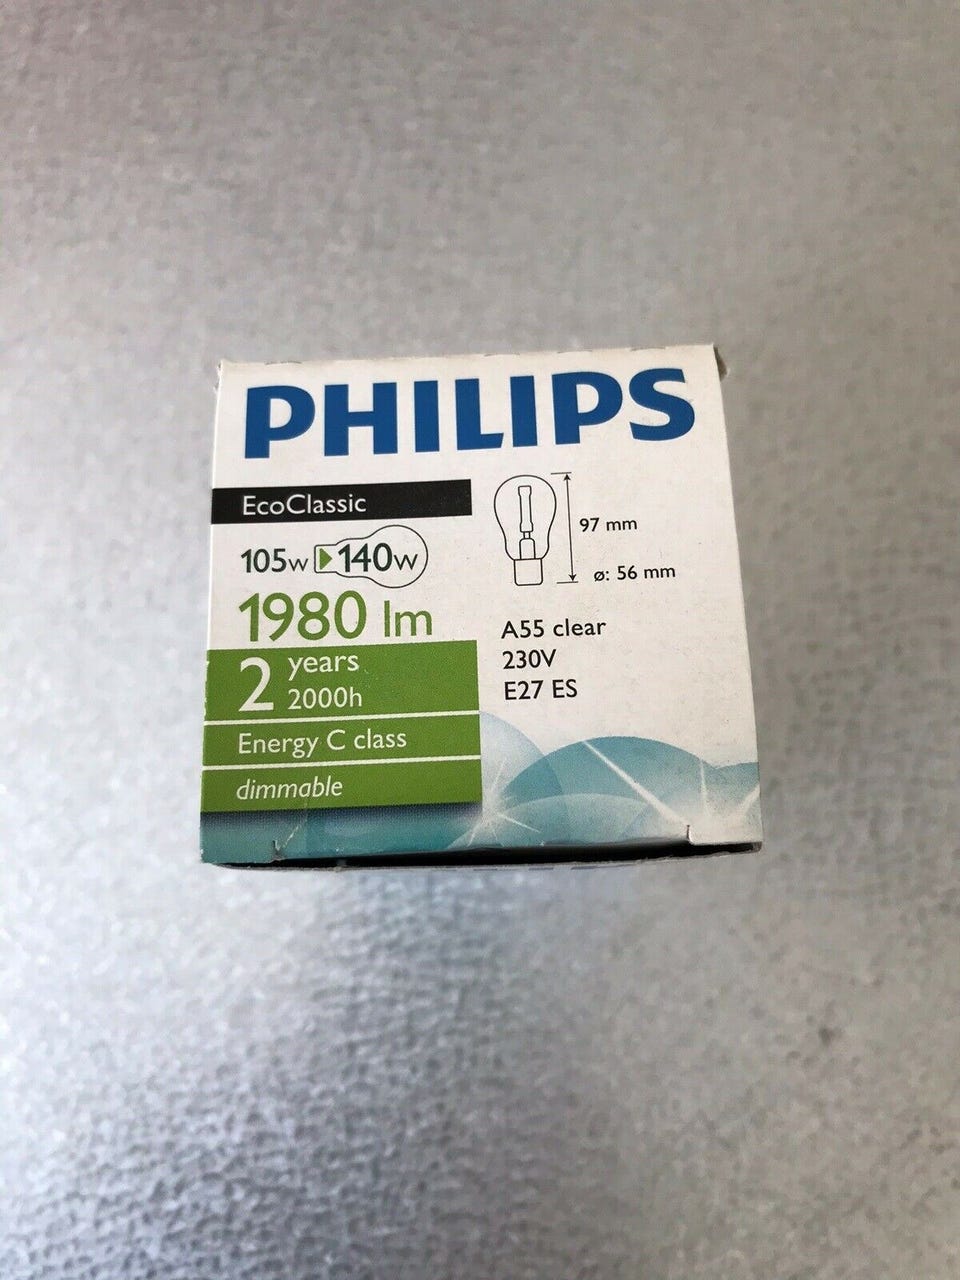 PHILIPS
EcoClassic
105w ▶ 140w
1980 lm
2 years
2000h
Energy C class
dimmable
97 mm
ø: 56 mm
A55 clear
230V
E27 ES